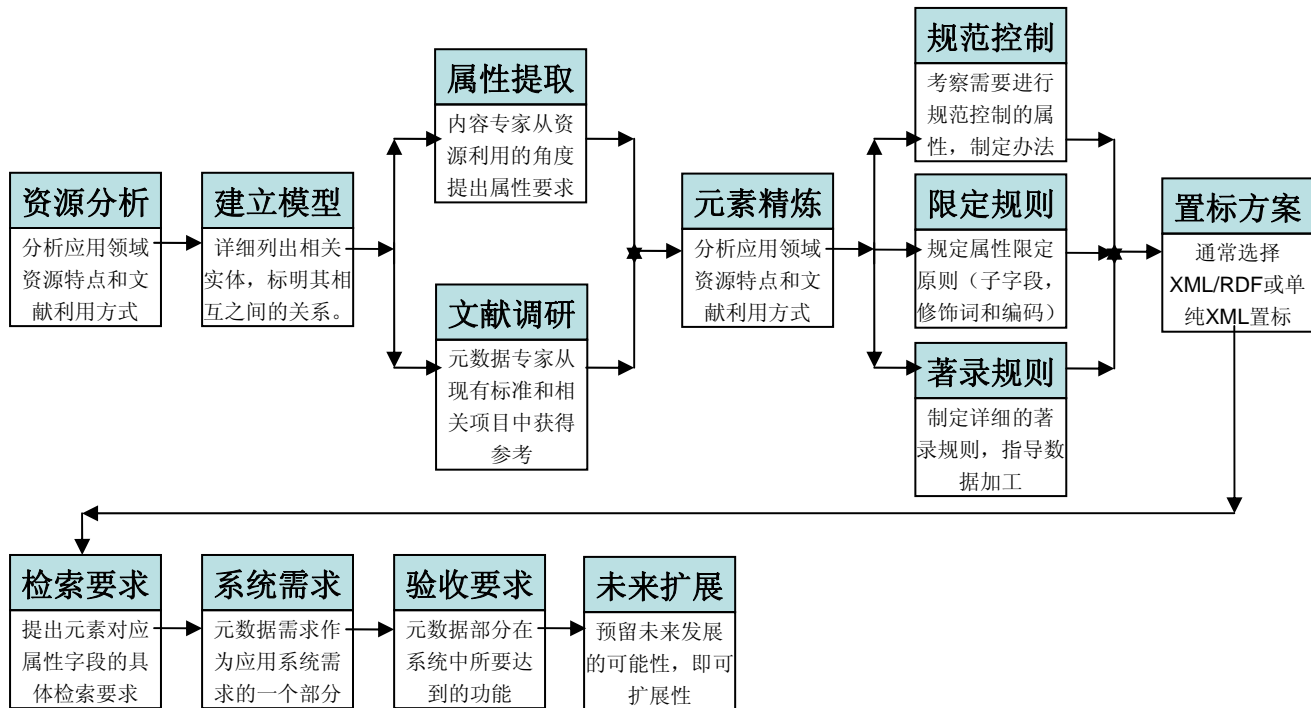 资源分析
分析应用领域
资源特点和文
献利用方式
建立模型
详细列出相关
实体，标明其相
互之间的关系。
属性提取
内容专家从资
源利用的角度
提出属性要求
文献调研
元数据专家从
现有标准和相
关项目中获得
参考
元素精炼
分析应用领域
资源特点和文
献利用方式
规范控制
考察需要进行
规范控制的属
性，制定办法
限定规则
规定属性限定
原则（子字段，
修饰词和编码）
著录规则
制定详细的著
录规则，指导数
据加工
置标方案
通常选择
XML/RDF或单
纯XML置标
检索要求
提出元素对应
属性字段的具
体检索要求
系统需求
元数据需求作
为应用系统需
求的一个部分
验收要求
元数据部分在
系统中所要达
到的功能
未来扩展
预留未来发展
的可能性，即可
扩展性